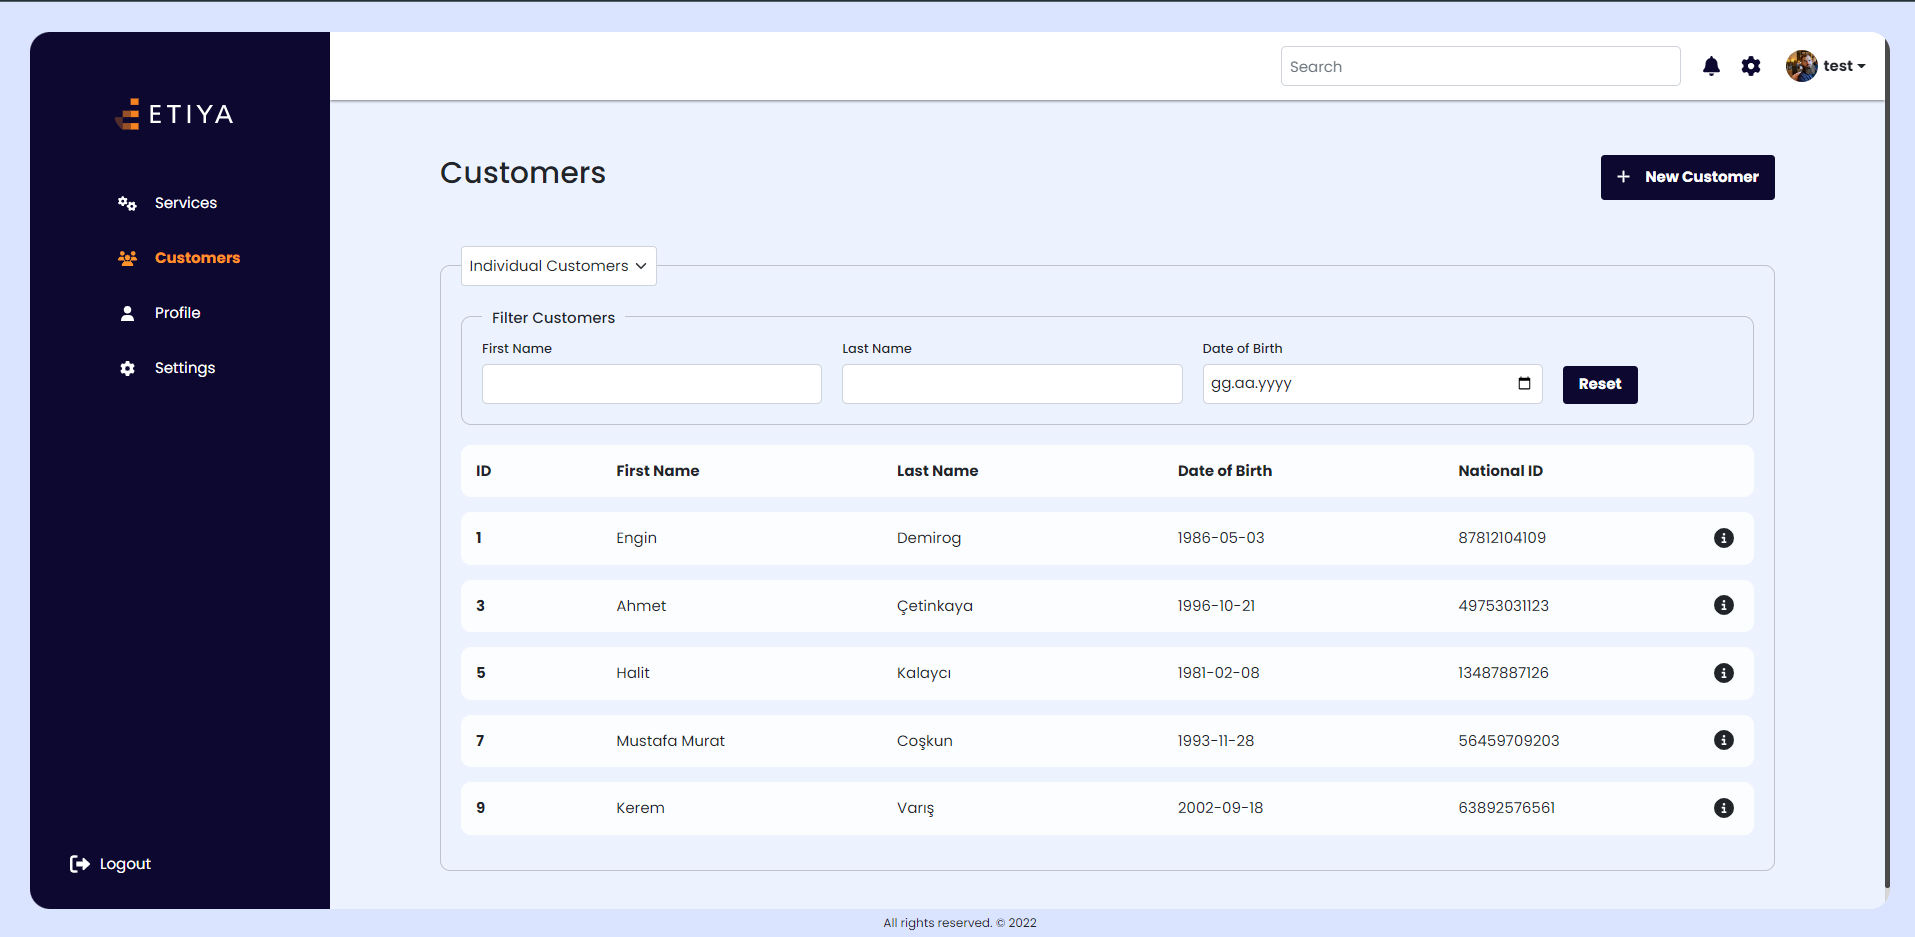 Search
test
ETIYA
Services
Customers
Profile
Settings
Logout
Customers
New Customer
Individual Customers
Filter Customers
First Name Last Name Date of Birth
gg.aa.yyyy Reset
ID First Name Last Name Date of Birth National ID
1 Engin Demirog 1986-05-03 87812104109
3 Ahmet Çetinkaya 1996-10-21 49753031123
5 Halit Kalaycı 1981-02-08 13487887126
7 Mustafa Murat Coşkun 1993-11-28 56459709203
9 Kerem Varış 2002-09-18 63892576561
All rights reserved. © 2022